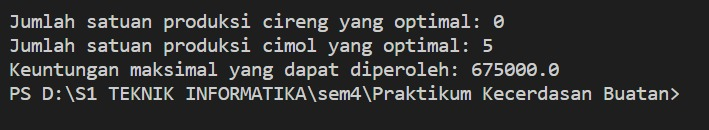 Jumlah satuan produksi cireng yang optimal: 0
Jumlah satuan produksi cimol yang optimal: 5
Keuntungan maksimal yang dapat diperoleh: 675000.0
PS D:\S1 TEKNIK INFORMATIKA\sem4\Praktikum Kecerdasan Buatan>